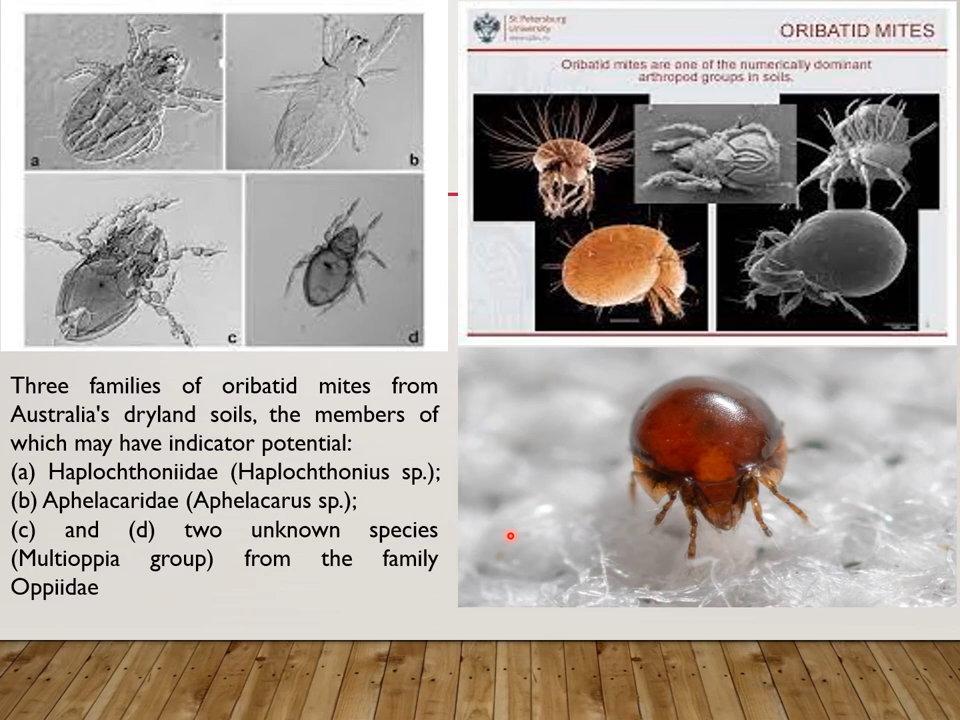 a
b
c
d
St. Petersburg
University
ORIBATID MITES
Oribatid mites are one of the numerically dominant
arthropod groups in soils.
Three families of oribatid mites from
Australia's dryland soils, the members of
which may have indicator potential:
(a) Haplochthoniidae (Haplochthonius sp.);
(b) Aphelacaridae (Aphelacarus sp.);
(c) and (d) two unknown species
(Multioppia group) from the family
Oppiidae